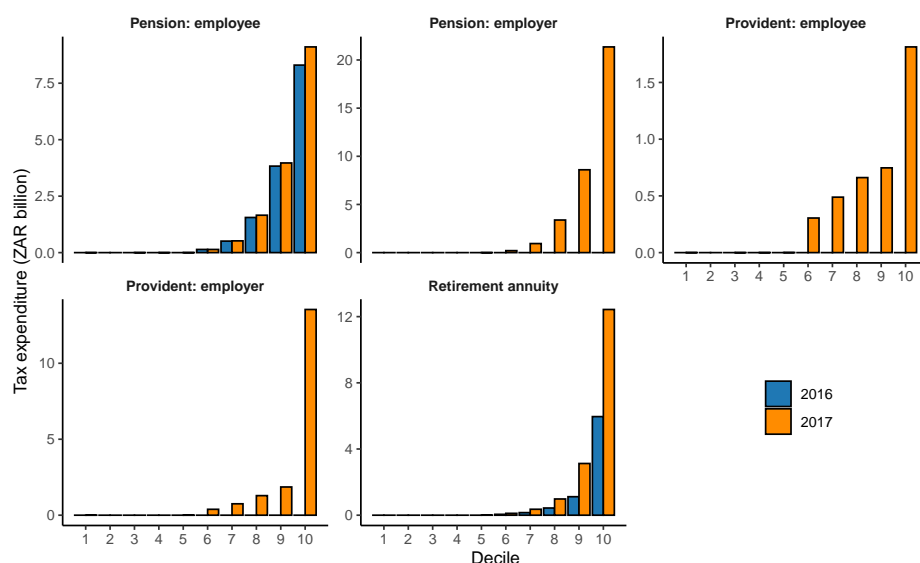 Pension: employee
Pension: employer
Provident: employee
7.5
5.0
2.5
0.0
20
15
10
5
0
1.5
1.0
0.5
0.0
1 2 3 4 5 6 7 8 9 10
Provident: employer
Retirement annuity
Tax expenditure (ZAR billion)
10
5
0
12
8
4
0
2016
2017
1 2 3 4 5 6 7 8 9 10
1 2 3 4 5 6 7 8 9 10
Decile